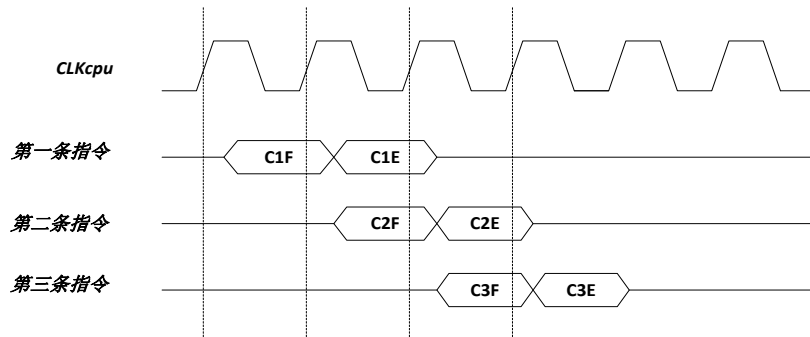 CLKcpu
第一条指令
C1F C1E
第二条指令
C2F C2E
第三条指令
C3F C3E